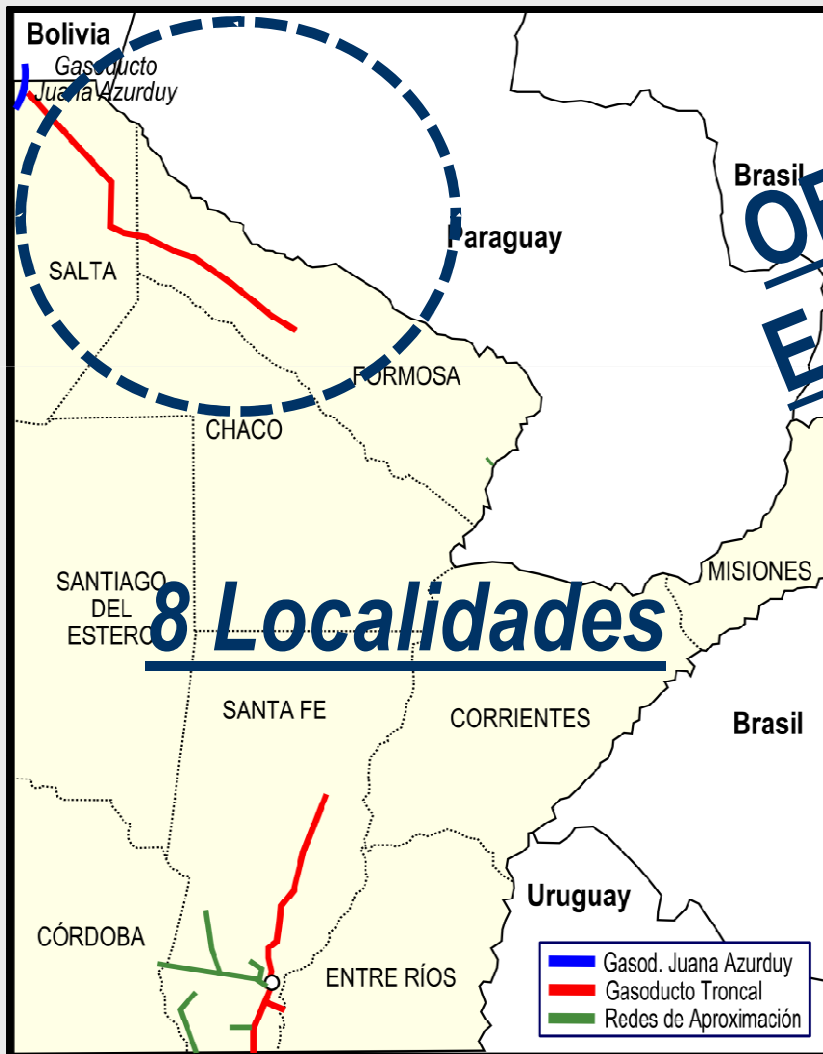 Bolivia
Gasoducto
Juana Azurduy
Brasil
Paraguay
SALTA
FORMOSA
CHACO
SANTIAGO
DEL
ESTERO
8 Localidades
MISIONES
SANTA FE
CORRIENTES
Brasil
Uruguay
CÓRDOBA
ENTRE RÍOS
Gasod. Juana Azurduy
Gasoducto Troncal
Redes de Aproximación